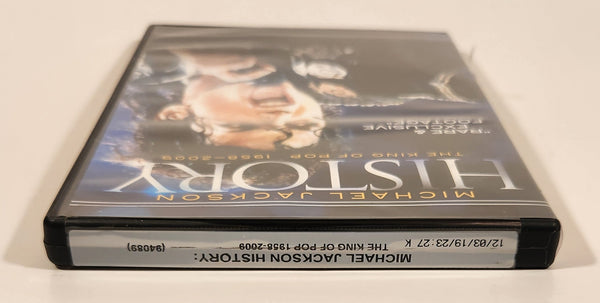 12/03/19/23:27 K
MICHAEL JACKSON HISTORY:
THE KING OF POP 1958-2009
(94089)
MICHAEL JACKSON
HISTORY
THE KING OF POP 1958-2009
"RARE &
EXCLUSIVE
FOOTAGE"